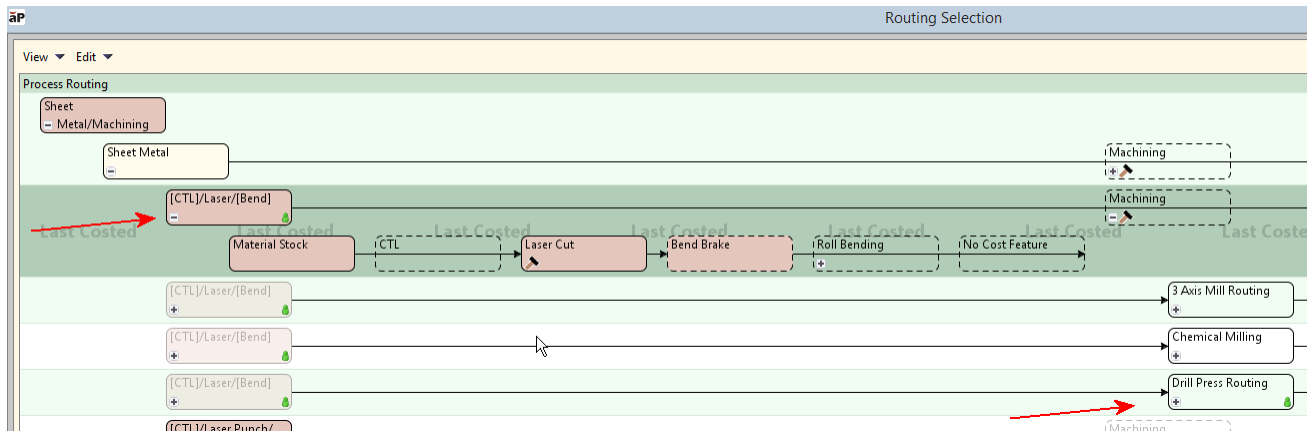 aP
Routing Selection
View Edit
Process Routing
Sheet
Metal/Machining
Sheet Metal
Machining
[CTL]/Laser/[Bend]
Machining
Last Costed Last Costed Last Costed Last Costed Last Costed Last Costed Last Coste
Material Stock
CTL
Laser Cut
Bend Brake
Roll Bending
No Cost Feature
[CTL]/Laser/[Bend]
3 Axis Mill Routing
[CTL]/Laser/[Bend]
Chemical Milling
[CTL]/Laser/[Bend]
Drill Press Routing
[CTL]/Laser Punch/
Machining